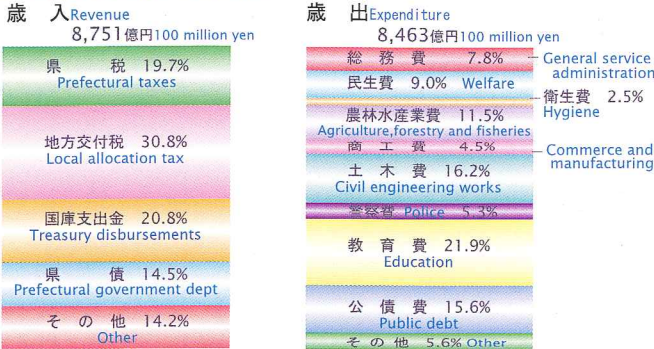 歳 入Revenue
8,751億円100 million yen
県 税 19.7%
Prefectural taxes
地方交付税 30.8%
Local allocation tax
国庫支出金 20.8%
Treasury disbursements
県 債 14.5%
Prefectural government dept
そ の 他 14.2%
Other
歳 出Expenditure
8,463億円100 million yen
総 務 費 7.8%
General service
administration
民生費 9.0% Welfare
衛生費 2.5%
Hygiene
農林水産業費 11.5%
Agriculture,forestry and fisheries
商 工 費 4.5%
Commerce and
manufacturing
土 木 費 16.2%
Civil engineering works
警察費 Police 5.3%
教 育 費 21.9%
Education
公 債 費 15.6%
Public debt
そ の 他 5.6% Other